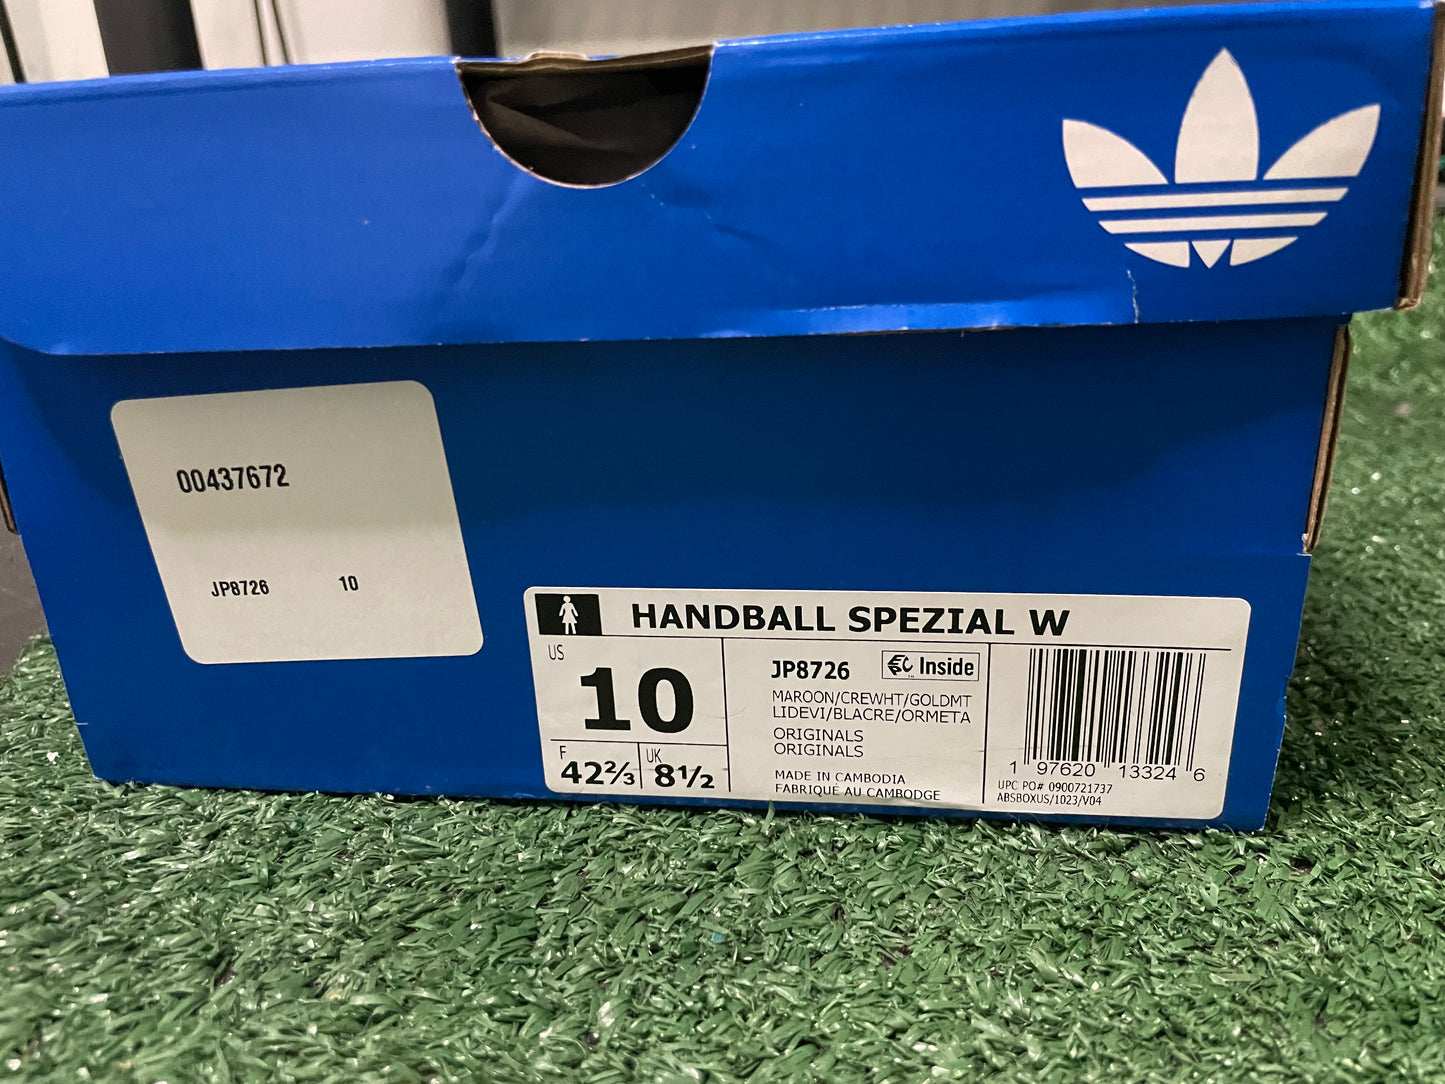 00437672
JP8726 10
HANDBALL SPEZIAL W
US
10
F
42⅔
UK
8½
JP8726
EC Inside
MAROON/CREWHT/GOLDMT
LIDEVI/BLACRE/ORMETA
ORIGINALS
ORIGINALS
MADE IN CAMBODIA
FABRIQUÉ AU CAMBODGE
1 97620 13324 6
UPC PO# 0900721737
ABSBOXUS/1023/V04